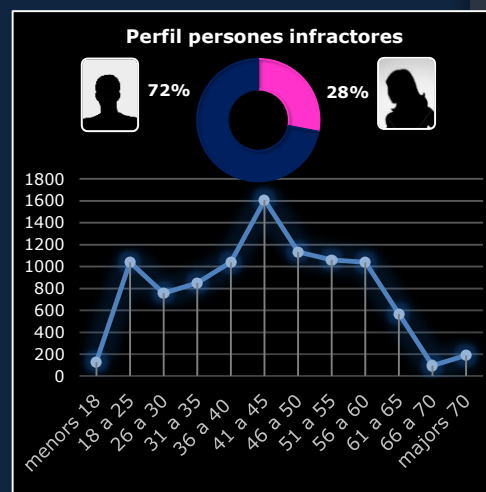 Perfil persones infractores
72%
28%
1800
1600
1400
1200
1000
800
600
400
200
0
menors 18
18 a 25
26 a 30
31 a 35
36 a 40
41 a 45
46 a 50
51 a 55
56 a 60
61 a 65
66 a 70
majors 70